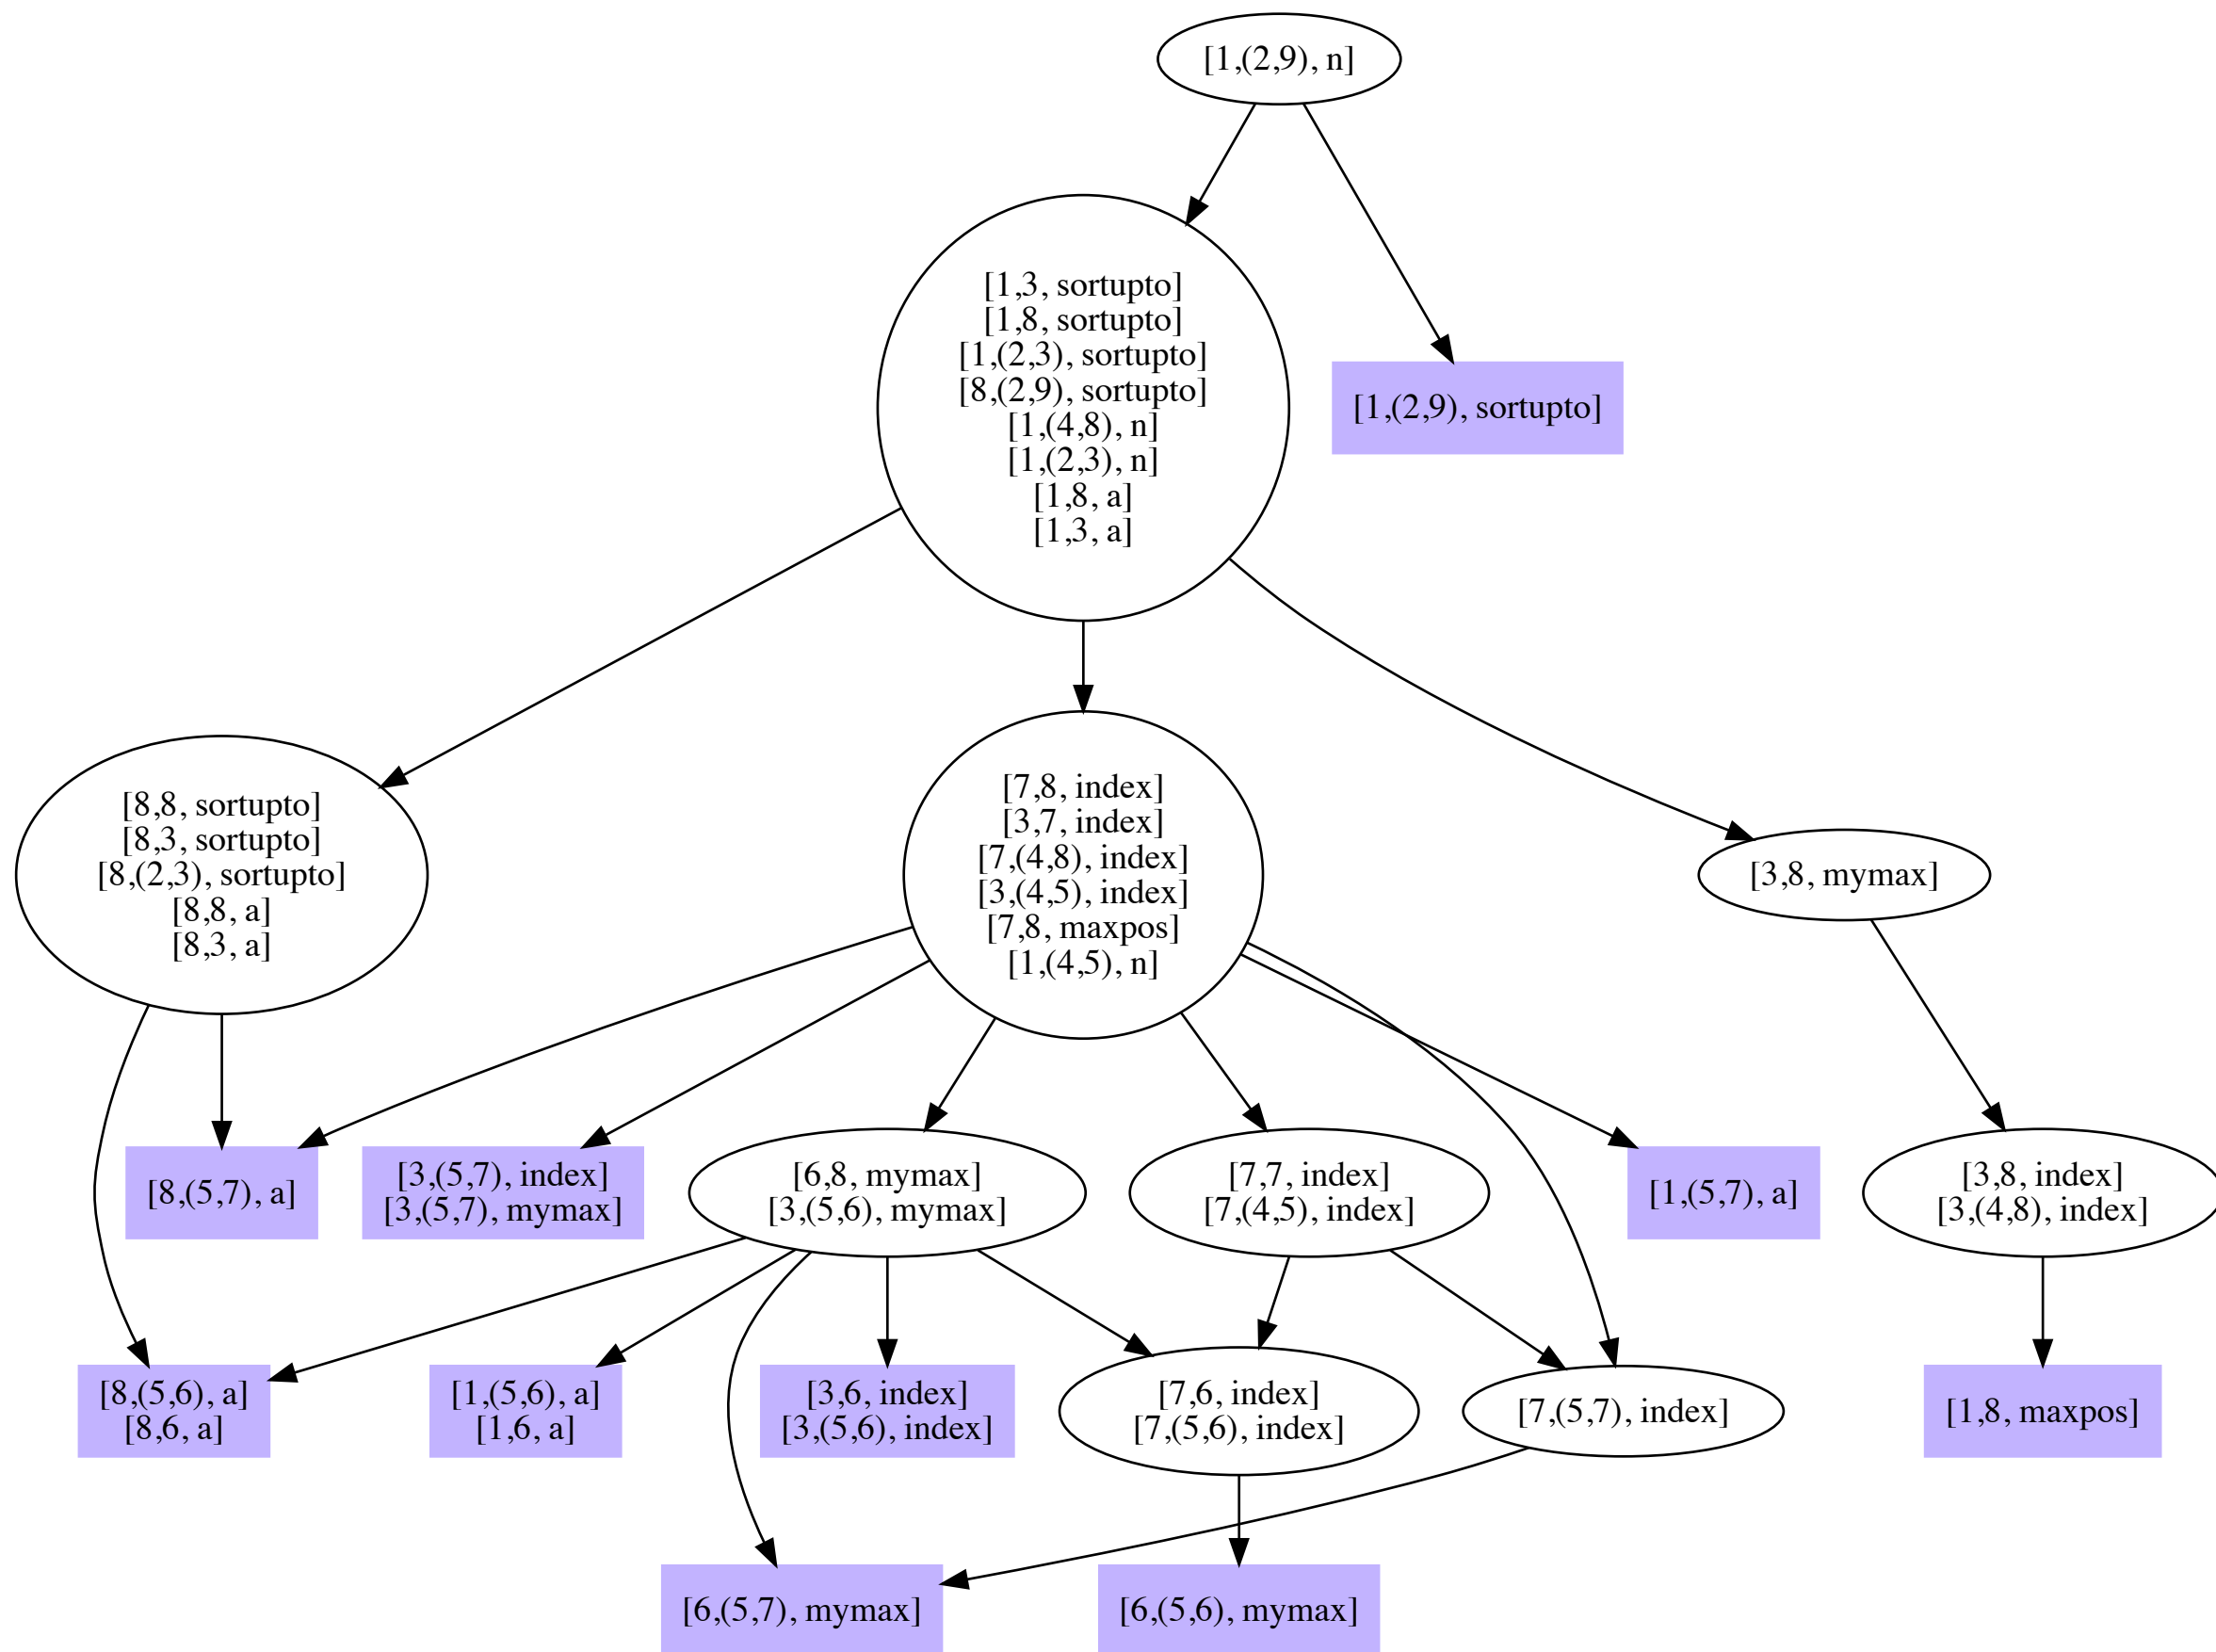 [1,(2,9), n]
[1,3, sortupto]
[1,8, sortupto]
[1,(2,3), sortupto]
[8,(2,9), sortupto]
[1,(4,8), n]
[1,(2,3), n]
[1,8, a]
[1,3, a]
[1,(2,9), sortupto]
[8,8, sortupto]
[8,3, sortupto]
[8,(2,3), sortupto]
[8,8, a]
[8,3, a]
[7,8, index]
[3,7, index]
[7,(4,8), index]
[3,(4,5), index]
[7,8, maxpos]
[1,(4,5), n]
[3,8, mymax]
[8,(5,7), a]
[3,(5,7), index]
[3,(5,7), mymax]
[6,8, mymax]
[3,(5,6), mymax]
[7,7, index]
[7,(4,5), index]
[1,(5,7), a]
[3,8, index]
[3,(4,8), index]
[8,(5,6), a]
[8,6, a]
[1,(5,6), a]
[1,6, a]
[3,6, index]
[3,(5,6), index]
[7,6, index]
[7,(5,6), index]
[7,(5,7), index]
[1,8, maxpos]
[6,(5,7), mymax]
[6,(5,6), mymax]